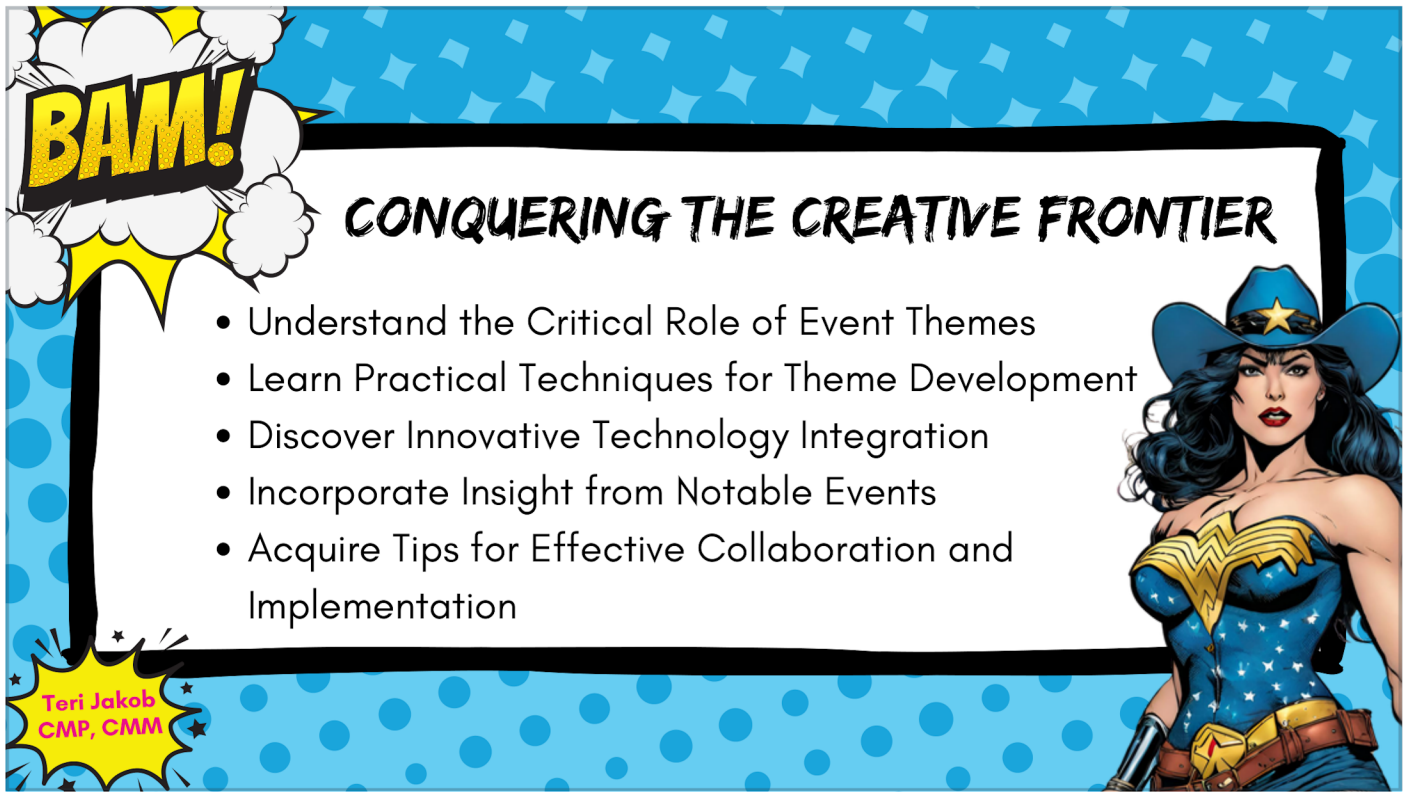 BAM!
CONQUERING THE CREATIVE FRONTIER
• Understand the Critical Role of Event Themes
• Learn Practical Techniques for Theme Development
• Discover Innovative Technology Integration
• Incorporate Insight from Notable Events
• Acquire Tips for Effective Collaboration and
Implementation
Teri Jakob
CMP, CMM